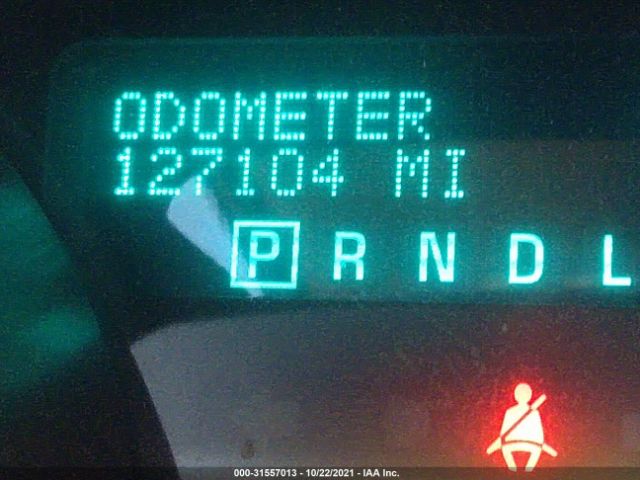 ODOMETER
127104 MI
P R N D L
000-31557013 - 10/22/2021 - IAA Inc.